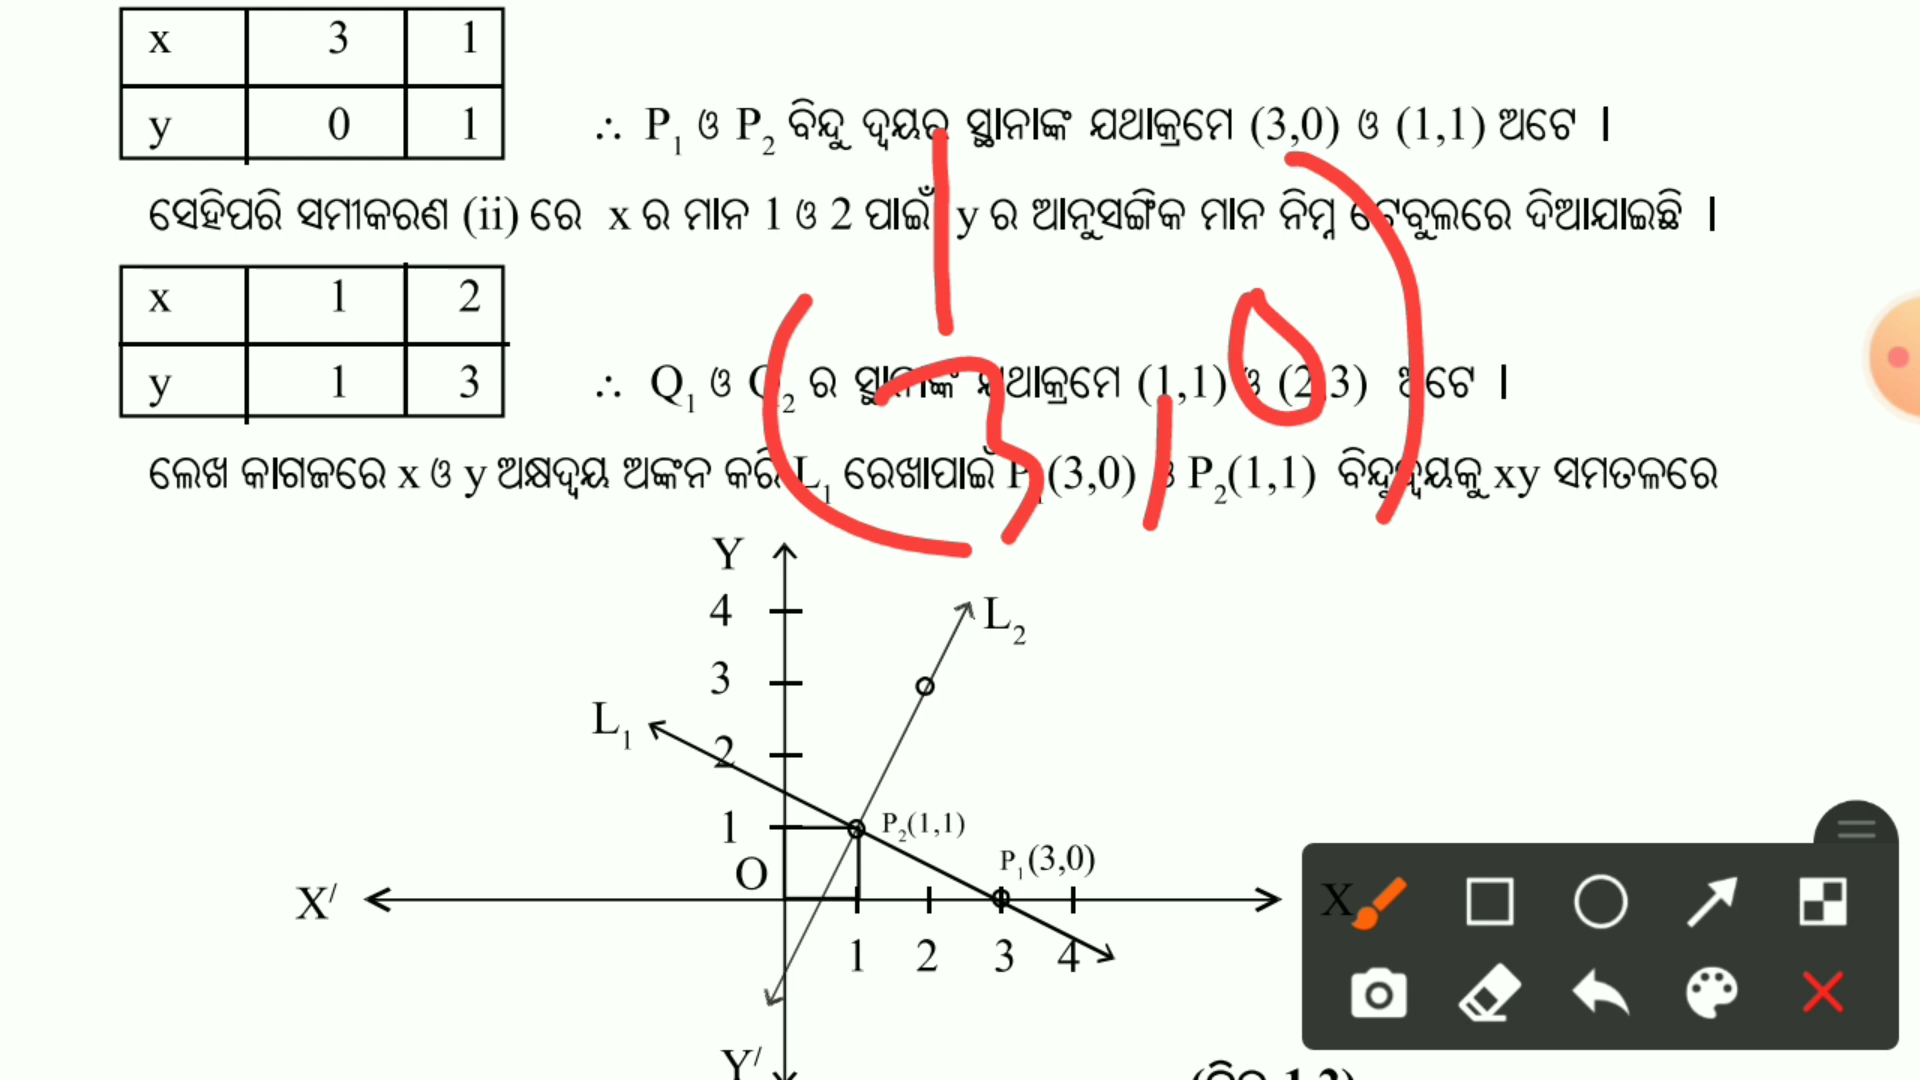 x 3 1
y 0 1
∴ P₁ ଓ P₂ ବିନ୍ଦୁ ଦ୍ଵୟର ସ୍ଥାନାଙ୍କ ଯଥାକ୍ରମେ (3,0) ଓ (1,1) ଅଟେ ।
ସେହିପରି ସମୀକରଣ (ii) ରେ x ର ମାନ 1 ଓ 2 ପାଇଁ y ର ଆନୁସଙ୍ଗିକ ମାନ ନିମ୍ନ ଟେବୁଲରେ ଦିଆଯାଇଛି ।
x 1 2
y 1 3
∴ Q₁ ଓ Q₂ ର ସ୍ଥାନାଙ୍କ ଯଥାକ୍ରମେ (1,1) ଓ (2,3) ଅଟେ ।
ଲେଖ କାଗଜରେ x ଓ y ଅକ୍ଷଦ୍ୱୟ ଅଙ୍କନ କରି L₁ ରେଖାପାଇଁ P₁(3,0) ଓ P₂(1,1) ବିନ୍ଦୁଦ୍ୱୟକୁ xy ସମତଳରେ
(3,0)
Y
4
L₂
3
L₁
2
1 P₂(1,1)
O P₁(3,0)
X′ X
1 2 3 4
Y′